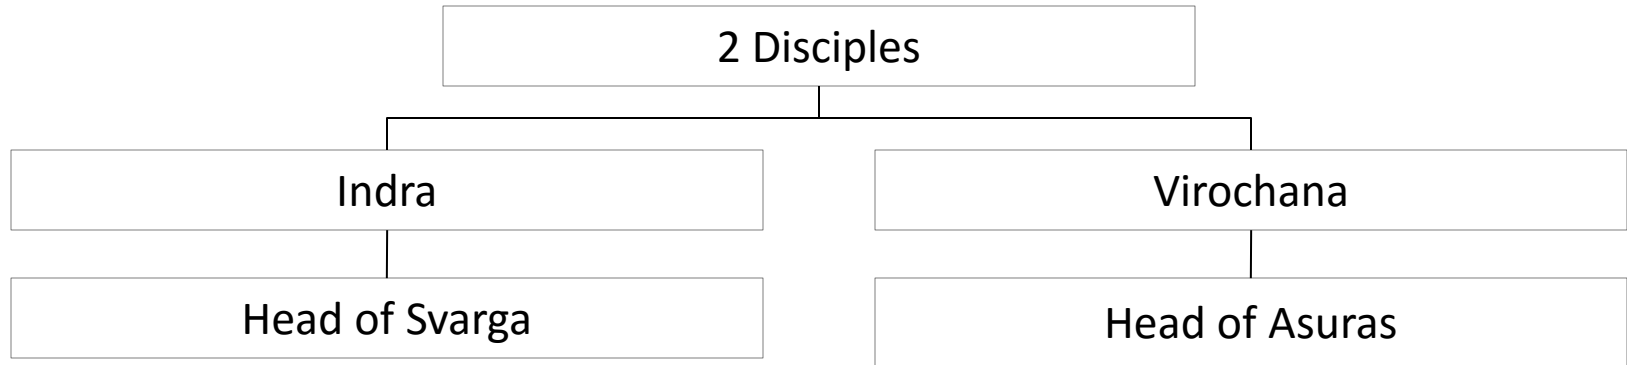 2 Disciples
Indra
Virochana
Head of Svarga
Head of Asuras